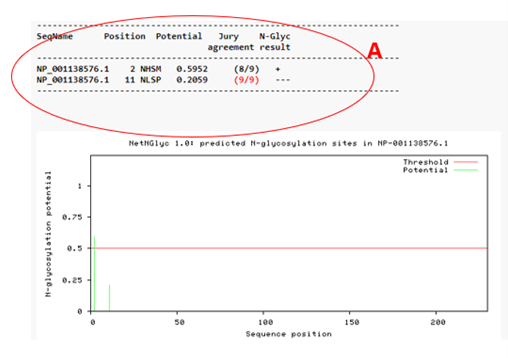 SeqName Position Potential Jury N-Glyc
agreement result
NP_001138576.1 2 NHSM 0.5952 (8/9) +
NP_001138576.1 11 NLSP 0.2059 (9/9) ---
A
NetNGlyc 1.0: predicted N-glycosylation sites in NP-001138576.1
Threshold
Potential
N-glycosylation potential
1
0.75
0.5
0.25
0
0 50 100 150 200
Sequence position